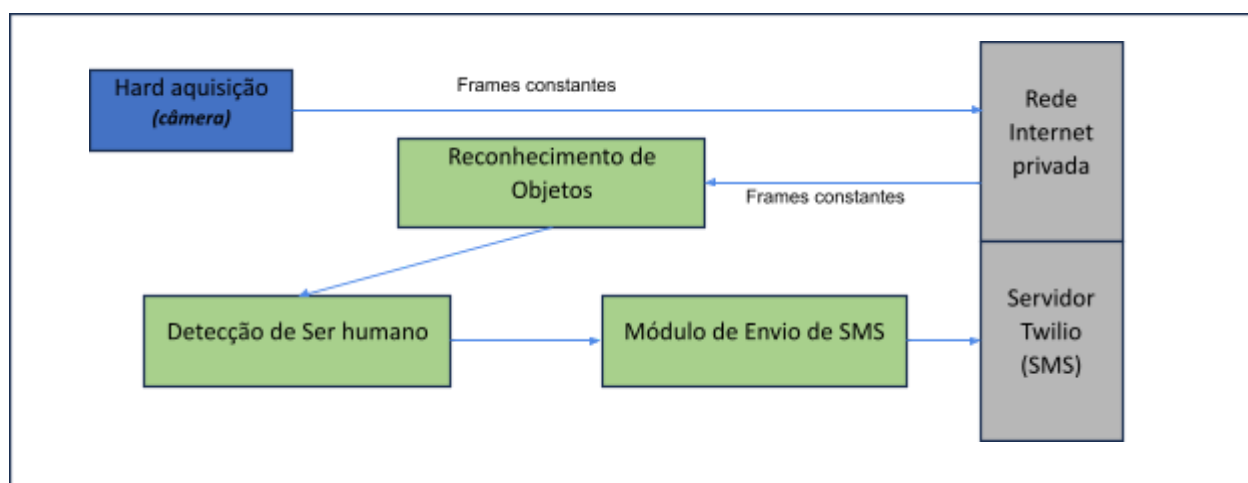 Hard aquisição
(câmera)
Frames constantes
Rede
Internet
privada
Reconhecimento de
Objetos
Frames constantes
Detecção de Ser humano
Módulo de Envio de SMS
Servidor
Twilio
(SMS)